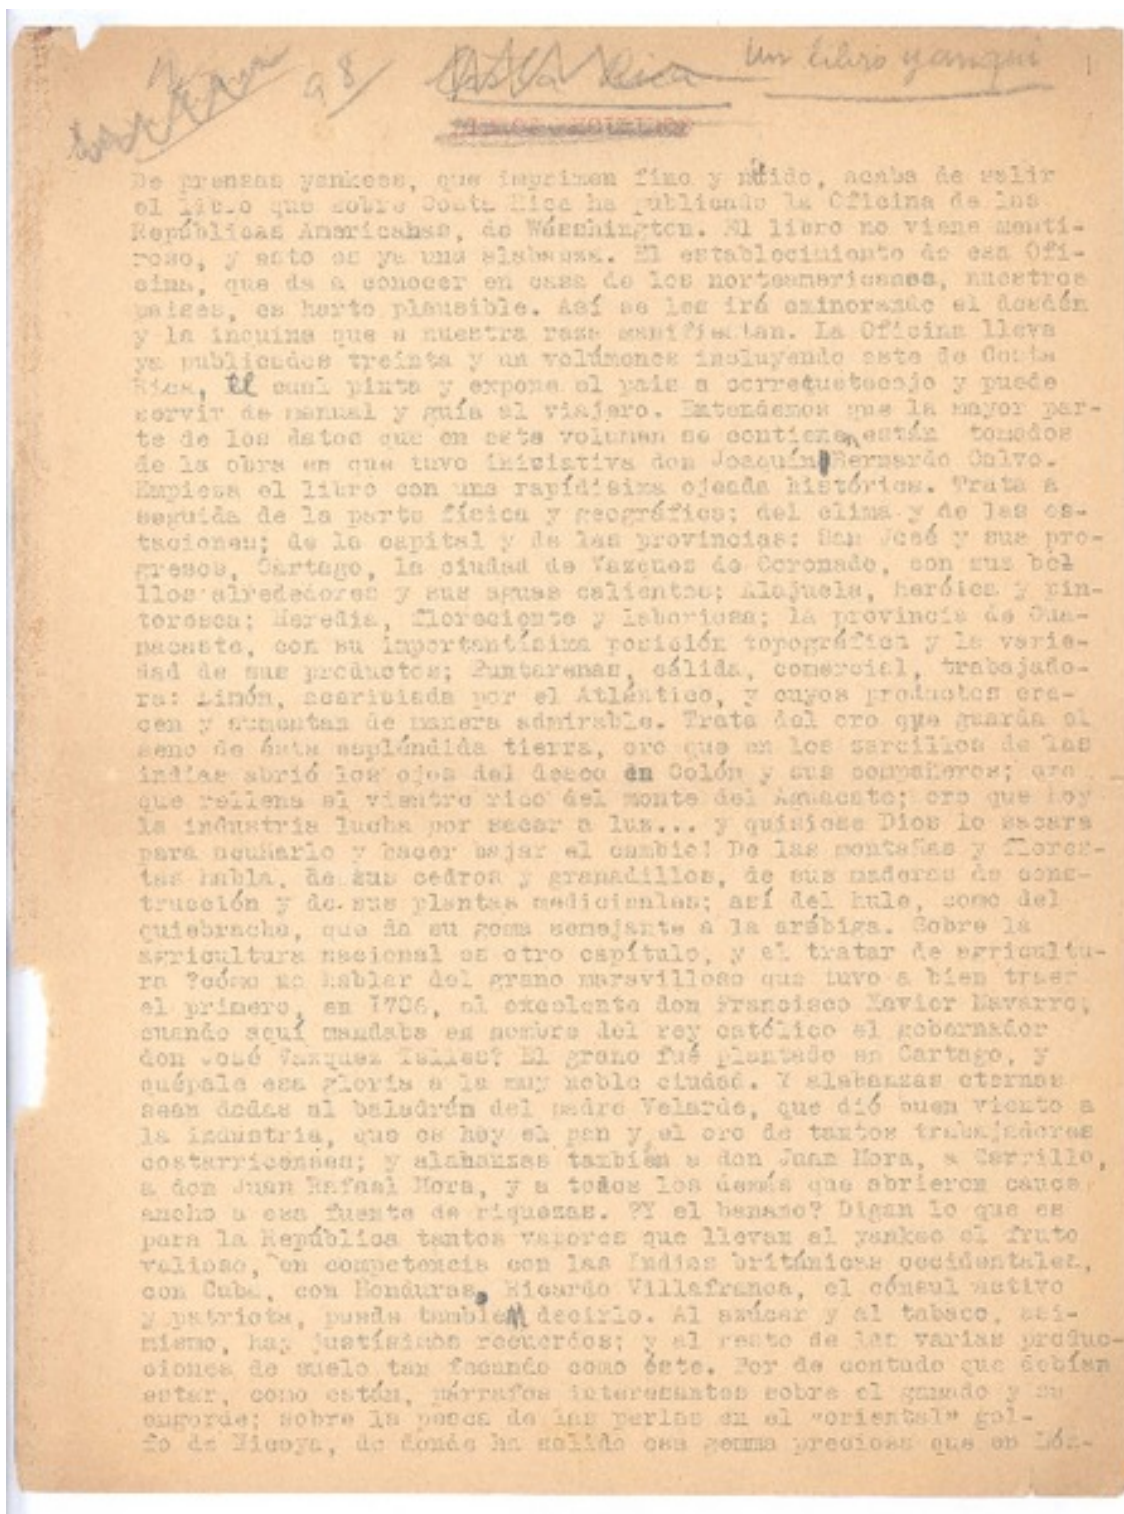 98 Costa Rica Un libro yanqui 1
De prensas yankees, que imprimen fino y nítido, acaba de salir
el libro que sobre Costa Rica ha publicado la Oficina de las
Repúblicas Americanas, de Wásshington. El libro no viene menti-
roso, y esto es ya una alabanza. El establecimiento de esa Ofi-
cina, que da a conocer en casa de los norteamericanos, nuestros
países, es harto plausible. Así se les irá aminorando el desdén
y la inquina que a nuestra raza manifiestan. La Oficina lleva
ya publicados treinta y un volúmenes incluyendo este de Costa
Rica, el cual pinta y expone el país a correquetecojo y puede
servir de manual y guía al viajero. Entendemos que la mayor par-
te de los datos que en este volumen se contienen están tomados
de la obra en que tuvo iniciativa don Joaquín Bernardo Calvo.
Empieza el libro con una rapidísima ojeada histórica. Trata a
seguida de la parte física y geográfica; del clima y de las es-
taciones; de la capital y de las provincias: San José y sus pro-
gresos, Cartago, la ciudad de Vazquez de Coronado, con sus bel
llos alrededores y sus aguas calientes; Alajuela, heróica y pin-
toresca; Heredia, floreciente y laboriosa; la provincia de Gua-
nacaste, con su importantísima posición topográfica y la varie-
dad de sus productos; Puntarenas, cálida, comercial, trabajado-
ra: Limón, acariciada por el Atlántico, y cuyos productos cre-
cen y aumentan de manera admirable. Trata del oro que guarda el
seno de ésta espléndida tierra, oro que en los zarcillos de las
indias abrió los ojos del deseo en Colón y sus compañeros; oro
que rellena el vientre rico del monte del Aguacate; oro que hoy
la industria lucha por sacar a luz... y quisiese Dios lo sacara
para acuñarlo y hacer bajar el cambio! De las montañas y flores-
tas habla, de sus cedros y granadillos, de sus maderas de cons-
trucción y de sus plantas medicinales; así del hule, como del
quiebracha, que da su goma semejante a la arábiga. Sobre la
agricultura nacional es otro capítulo, y al tratar de agricultu-
ra ?cómo no hablar del grano maravilloso que tuvo a bien traer
el primero, en 1796, el excelente don Francisco Xavier Navarro,
cuando aquí mandaba en nombre del rey católico el gobernador
don José Vazquez Telles? El grano fué plantado en Cartago, y
quépale esa gloria a la muy noble ciudad. Y alabanzas eternas
sean dadas al baladrán del padre Velarde, que dió buen viento a
la industria, que es hoy el pan y el oro de tantos trabajadores
costarricenses; y alabanzas también a don Juan Mora, a Carrillo,
a don Juan Rafael Mora, y a todos los demás que abrieron cauce
ancho a esa fuente de riquezas. ?Y el banano? Digan lo que es
para la República tantos vapores que llevan al yankee el fruto
valioso, en competencia con las Indias británicas occidentales,
con Cuba, con Honduras. Ricardo Villafranca, el cónsul activo
y patriota, puede también decirlo. Al azúcar y al tabaco, asi-
mismo, hay justísimos recuerdos; y al resto de las varias produc-
ciones de suelo tan fecundo como éste. Por de contado que debían
estar, como están, párrafos interesantes sobre el ganado y su
engorde; sobre la pesca de las perlas en el "oriental" gol-
fo de Nicoya, de donde ha salido esa gemma preciosa que en Lón-